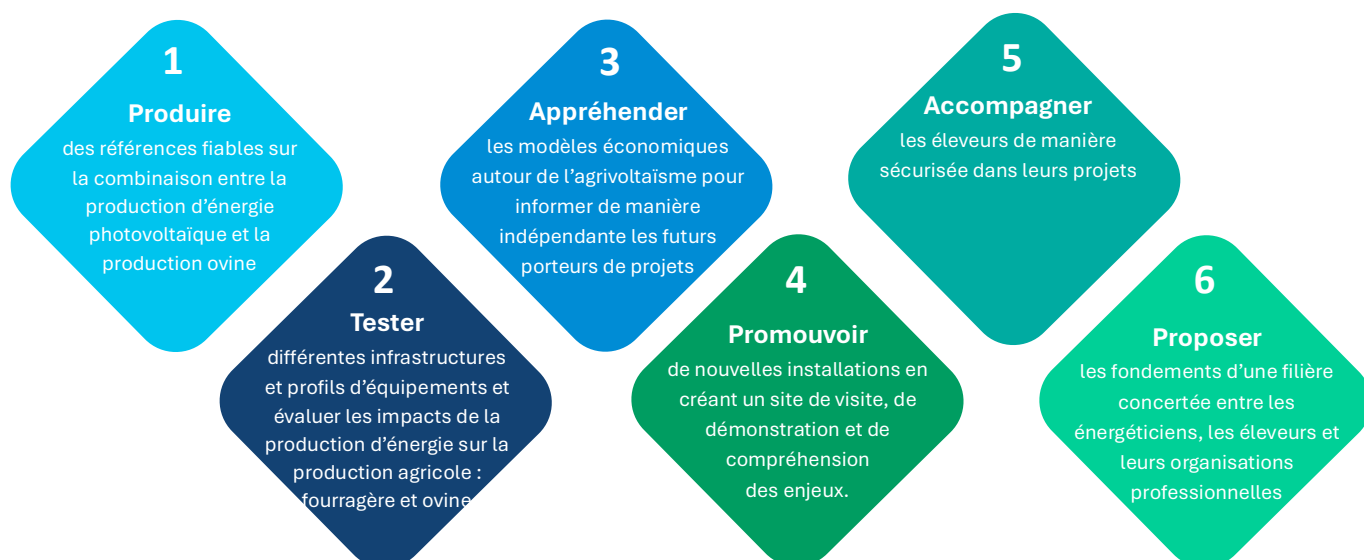 1
Produire
des références fiables sur
la combinaison entre la
production d’énergie
photovoltaïque et la
production ovine
2
Tester
différentes infrastructures
et profils d’équipements et
évaluer les impacts de la
production d’énergie sur la
production agricole :
fourragère et ovine
3
Appréhender
les modèles économiques
autour de l’agrivoltaïsme pour
informer de manière
indépendante les futurs
porteurs de projets
4
Promouvoir
de nouvelles installations en
créant un site de visite, de
démonstration et de
compréhension
des enjeux.
5
Accompagner
les éleveurs de manière
sécurisée dans leurs projets
6
Proposer
les fondements d’une filière
concertée entre les
énergéticiens, les éleveurs et
leurs organisations
professionnelles